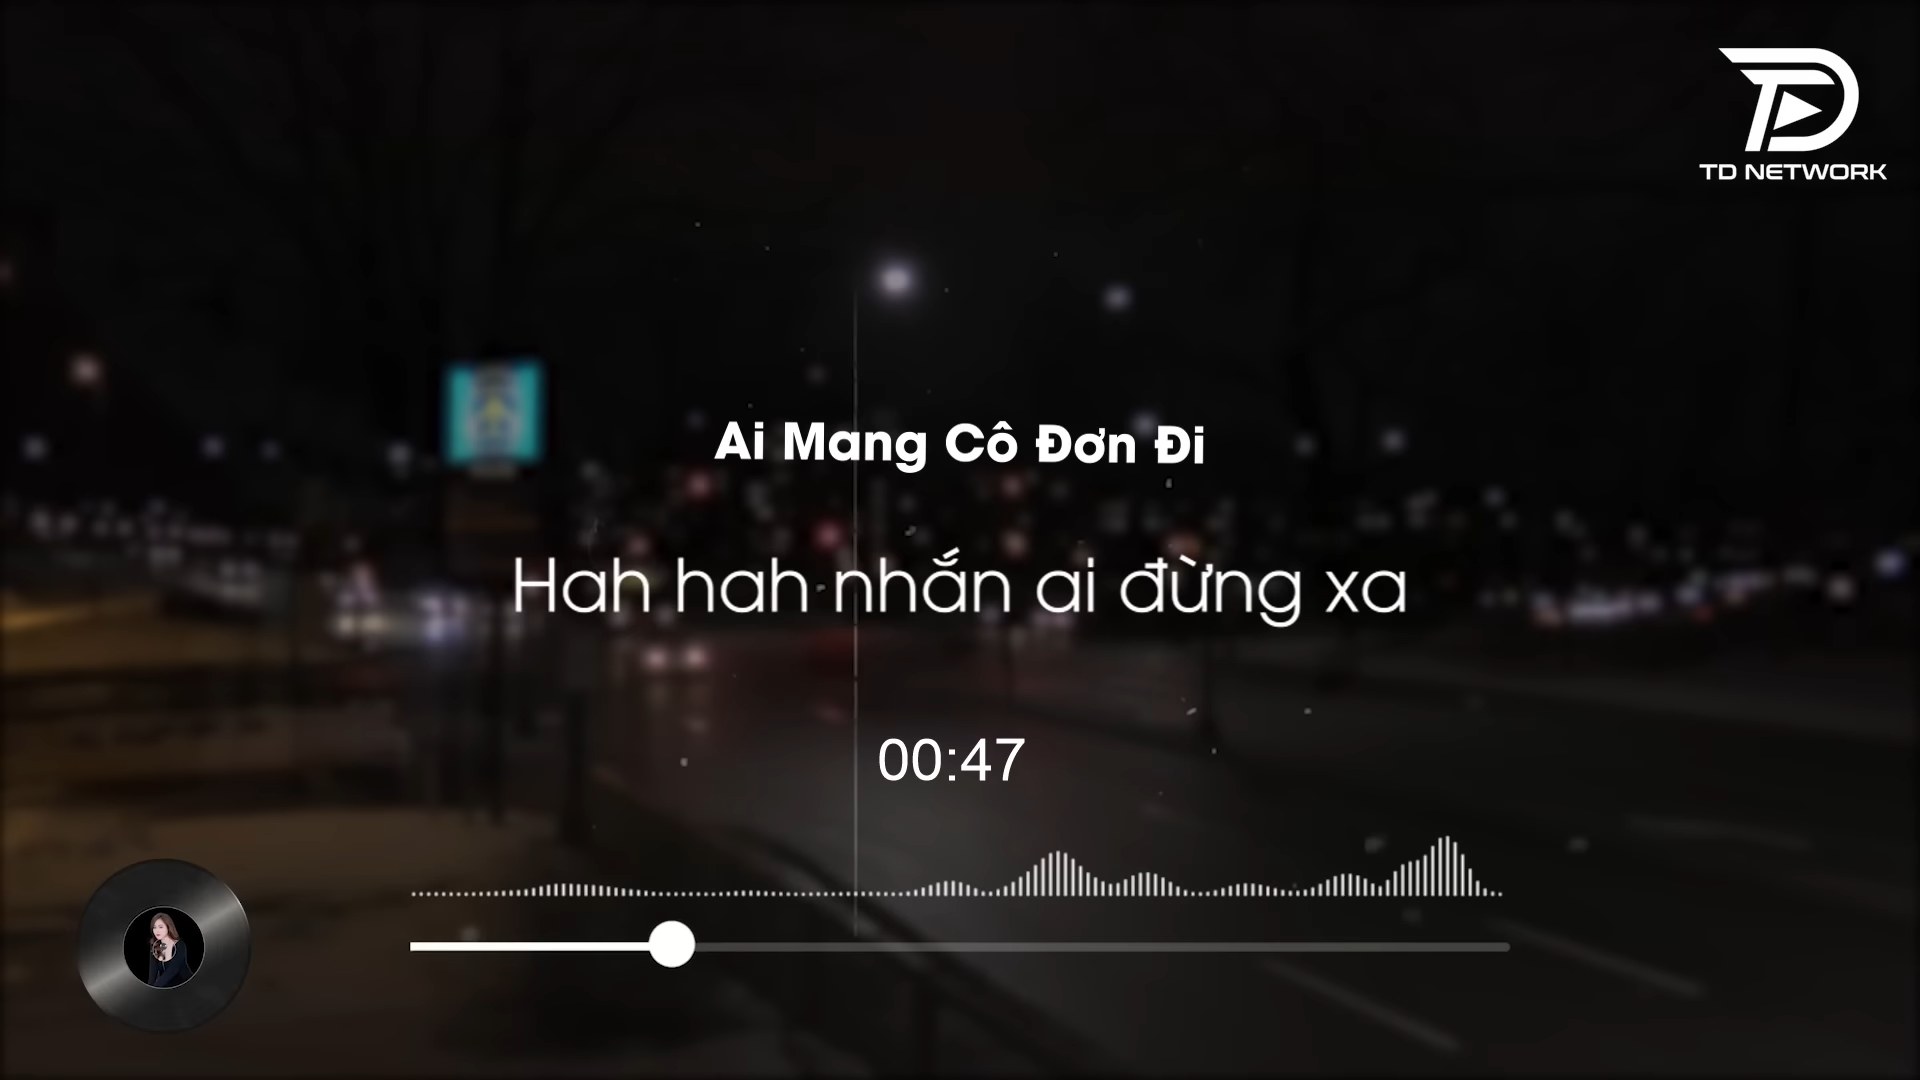 TD NETWORK
Ai Mang Cô Đơn Đi
Hah hah nhắn ai đừng xa
00:47